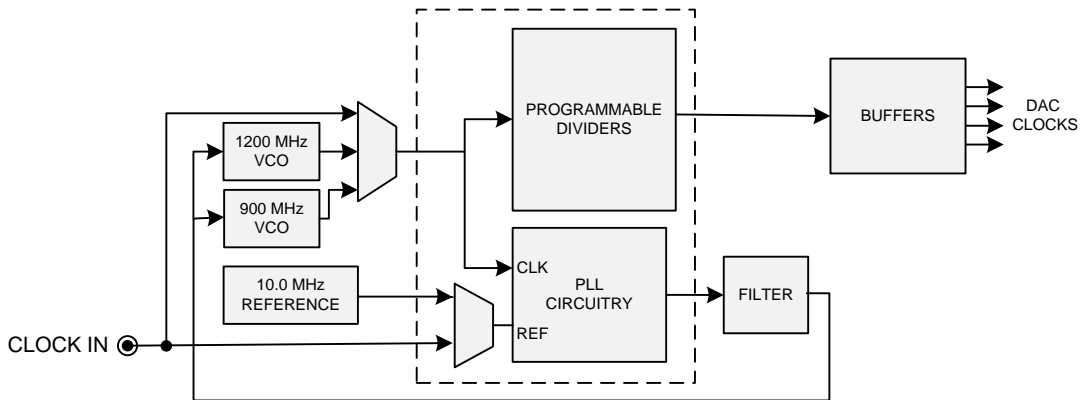 PROGRAMMABLE
DIVIDERS
BUFFERS
DAC
CLOCKS
1200 MHz
VCO
900 MHz
VCO
10.0 MHz
REFERENCE
CLK
PLL
CIRCUITRY
REF
FILTER
CLOCK IN